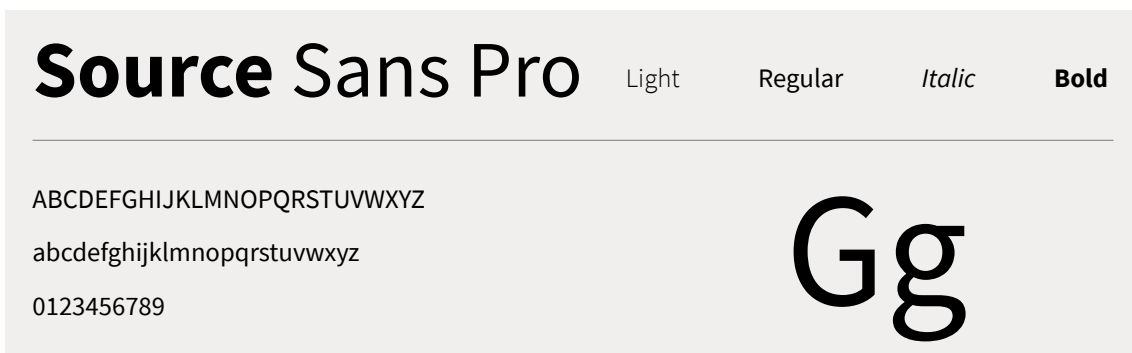 Source Sans Pro Light Regular Italic Bold
ABCDEFGHIJKLMNOPQRSTUVWXYZ
abcdefghijklmnopqrstuvwxyz
0123456789
Gg